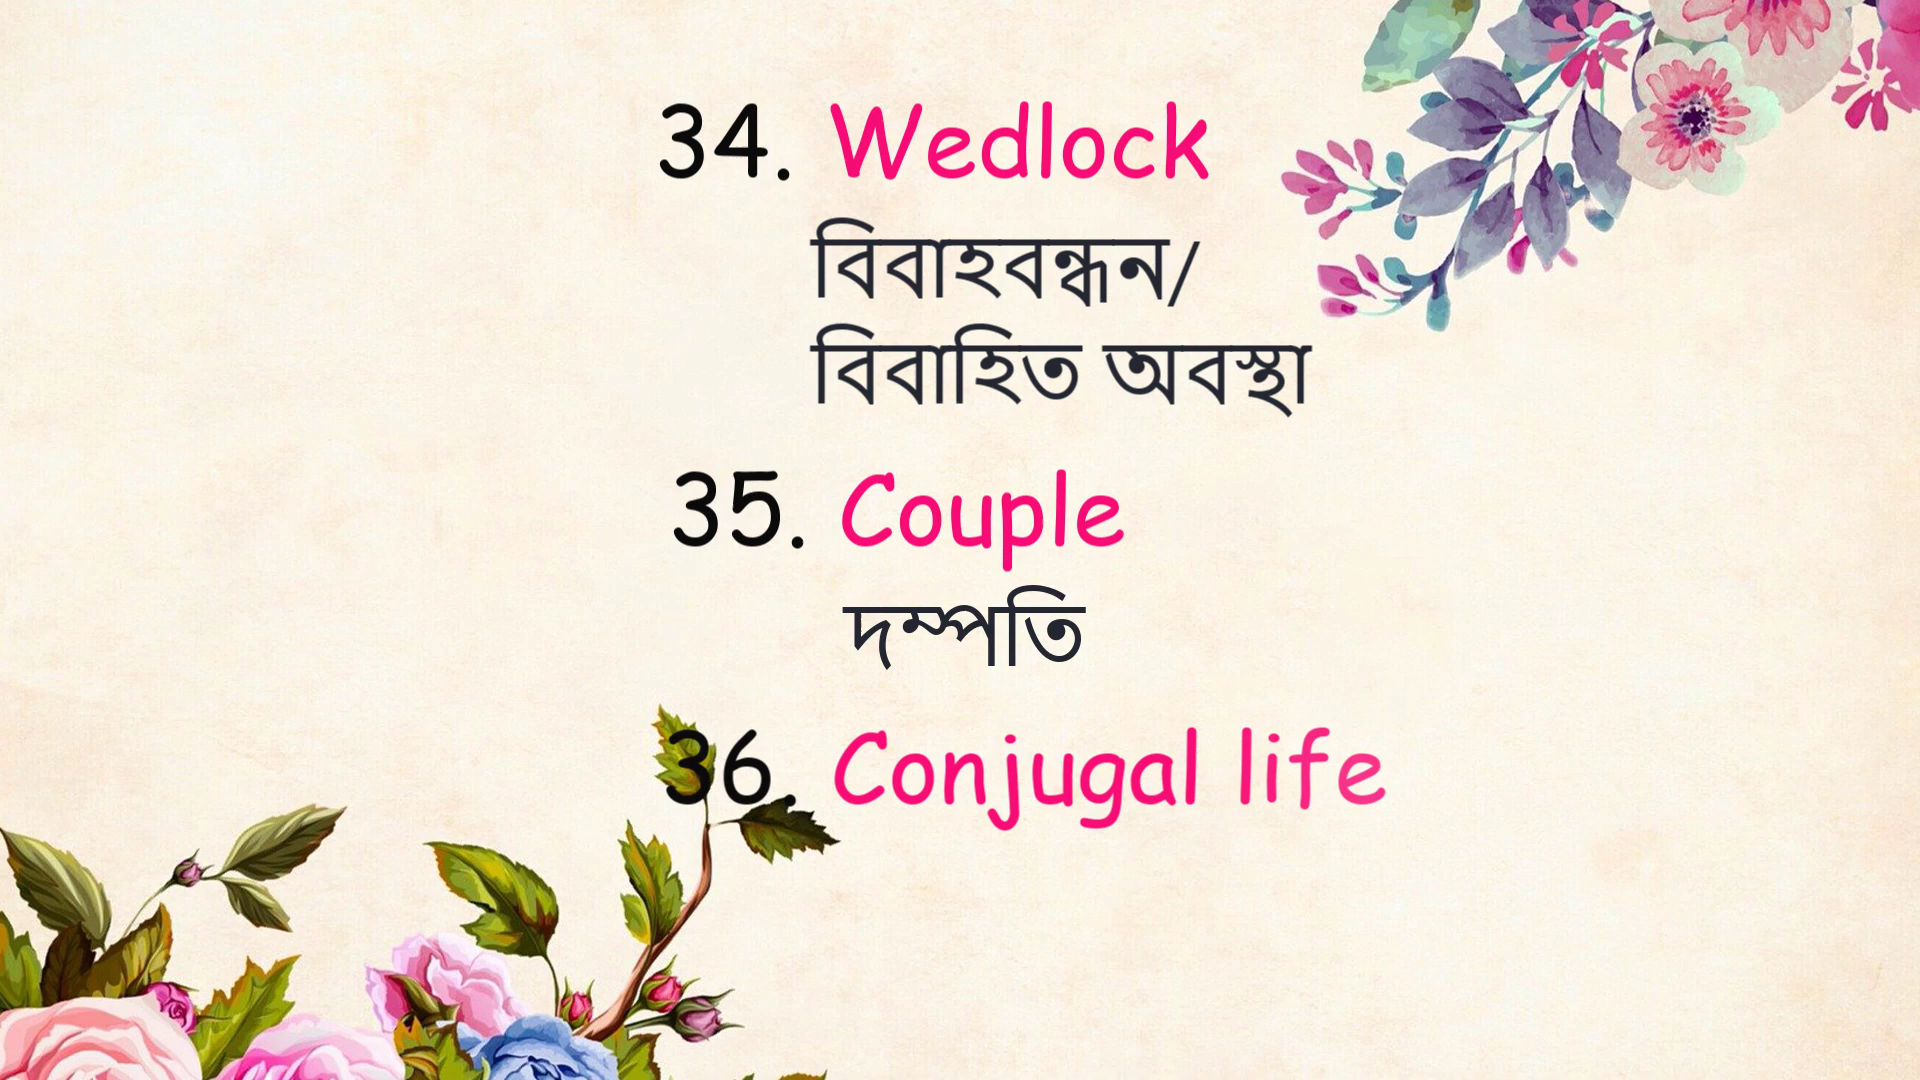 34. Wedlock
বিবাহবন্ধন/
বিবাহিত অবস্থা
35. Couple
দম্পতি
36. Conjugal life